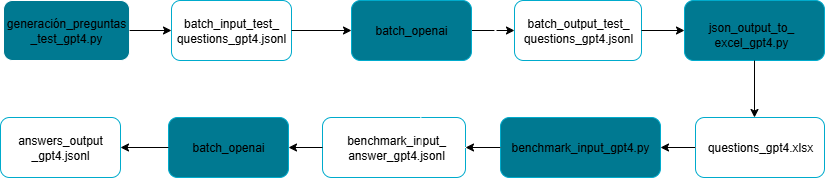 generación_preguntas
_test_gpt4.py
batch_input_test_
questions_gpt4.jsonl
batch_openai
batch_output_test_
questions_gpt4.jsonl
json_output_to_
excel_gpt4.py
questions_gpt4.xlsx
benchmark_input_gpt4.py
benchmark_input_
answer_gpt4.jsonl
batch_openai
answers_output
_gpt4.jsonl